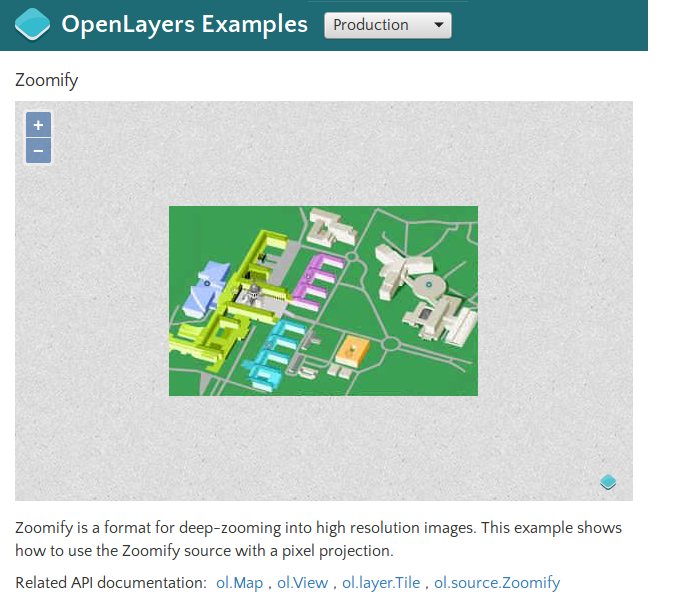 OpenLayers Examples
Production
Zoomify
+
−
Zoomify is a format for deep-zooming into high resolution images. This example shows
how to use the Zoomify source with a pixel projection.
Related API documentation: ol.Map , ol.View , ol.layer.Tile , ol.source.Zoomify